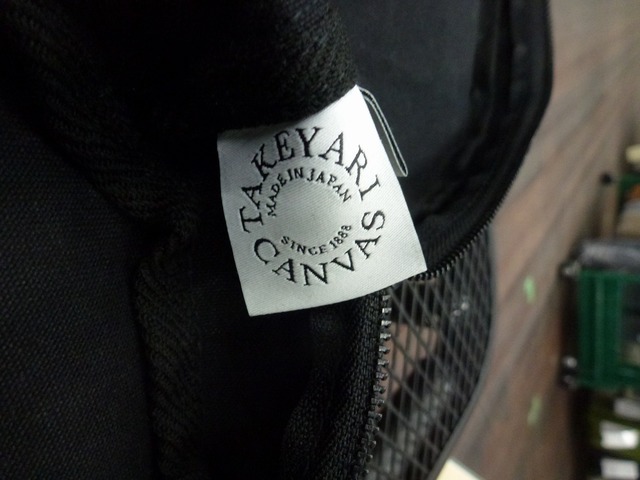 TAKEYARI
MADE IN JAPAN
SINCE 1888
CANVAS